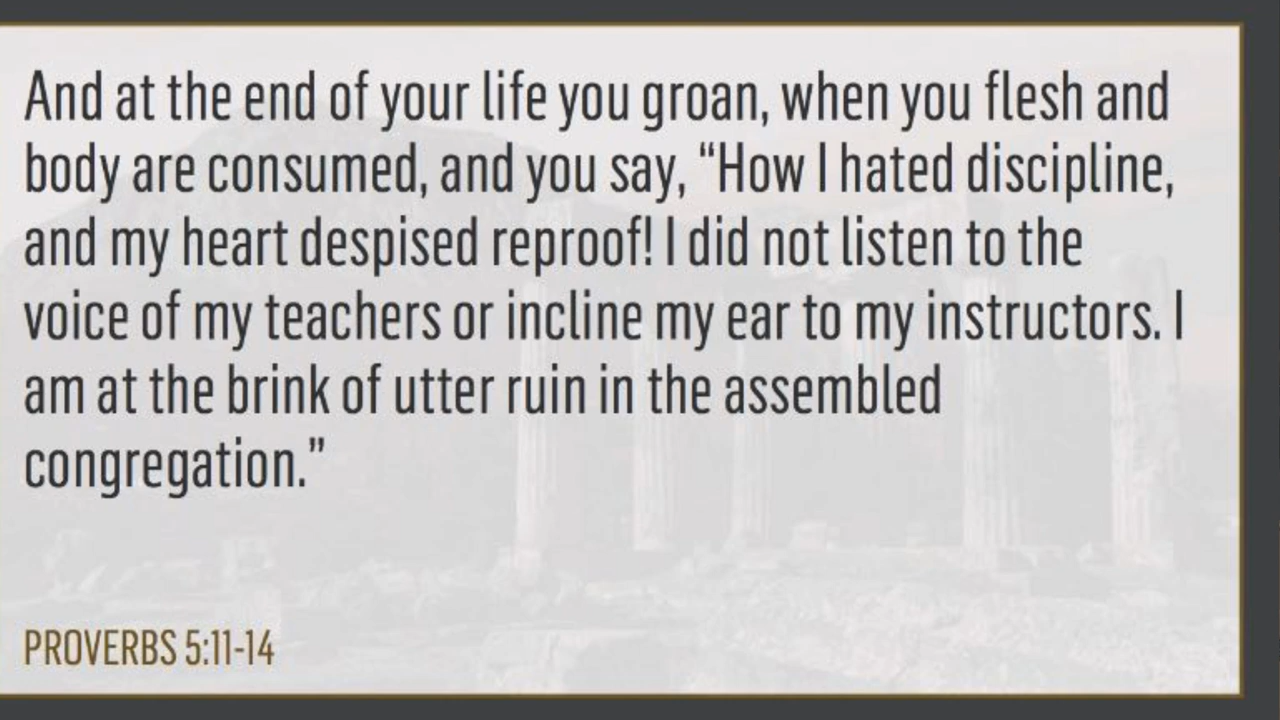 And at the end of your life you groan, when you flesh and
body are consumed, and you say, “How I hated discipline,
and my heart despised reproof! I did not listen to the
voice of my teachers or incline my ear to my instructors. I
am at the brink of utter ruin in the assembled
congregation.”
PROVERBS 5:11-14